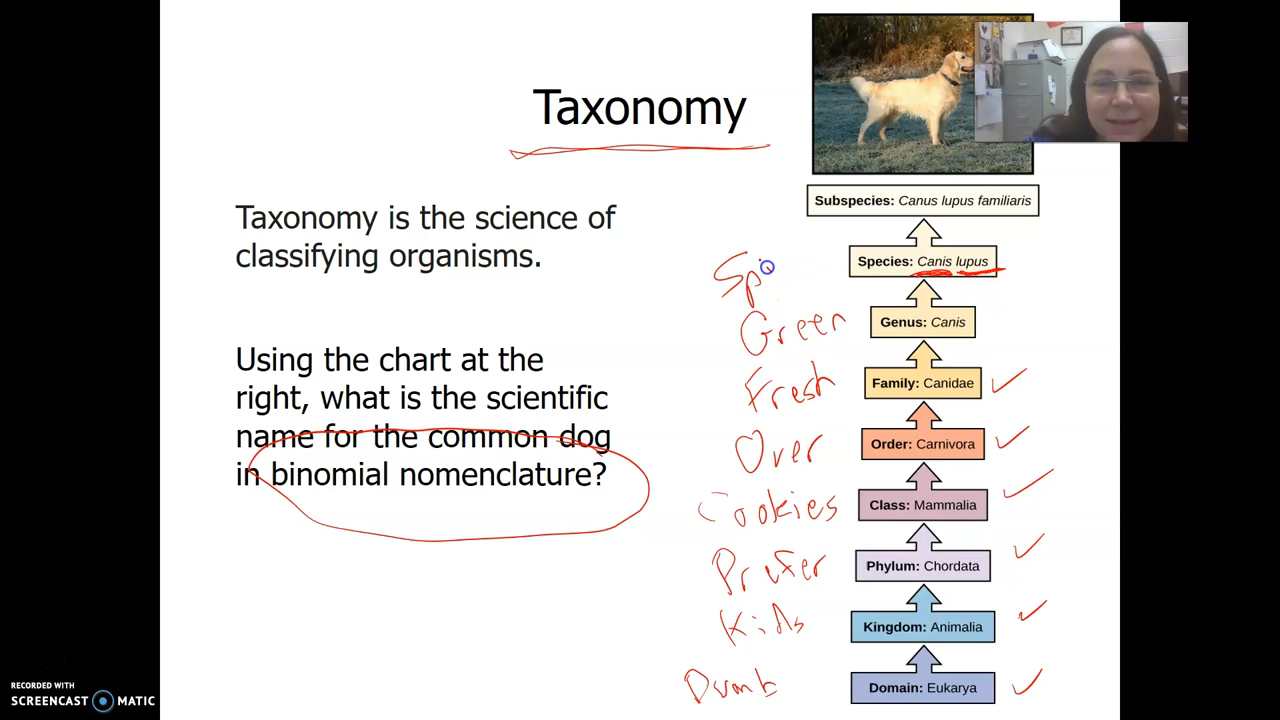 Taxonomy
Taxonomy is the science of
classifying organisms.
Using the chart at the
right, what is the scientific
name for the common dog
in binomial nomenclature?
Subspecies: Canus lupus familiaris
Species: Canis lupus
Genus: Canis
Family: Canidae
Order: Carnivora
Class: Mammalia
Phylum: Chordata
Kingdom: Animalia
Domain: Eukarya
Spi
Green
Fresh
Over
Cookies
Prefer
Kids
Dumb
RECORDED WITH
SCREENCAST MATIC